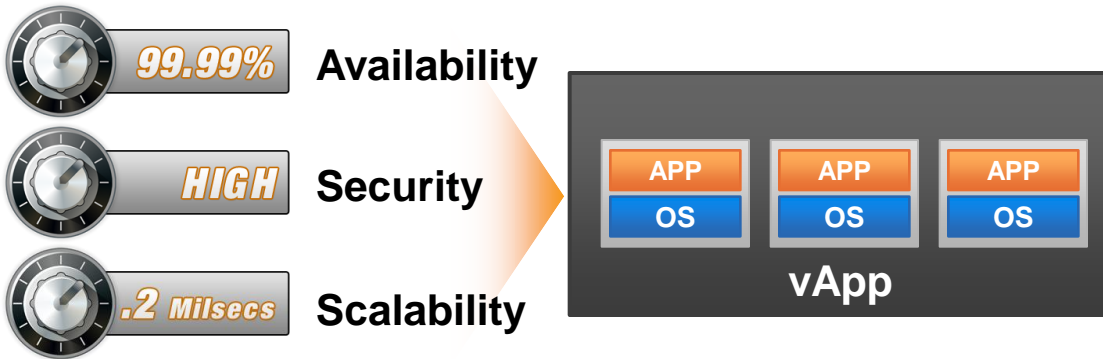 99.99%
Availability
HIGH
Security
.2 Milsecs
Scalability
APP
OS
APP
OS
APP
OS
vApp